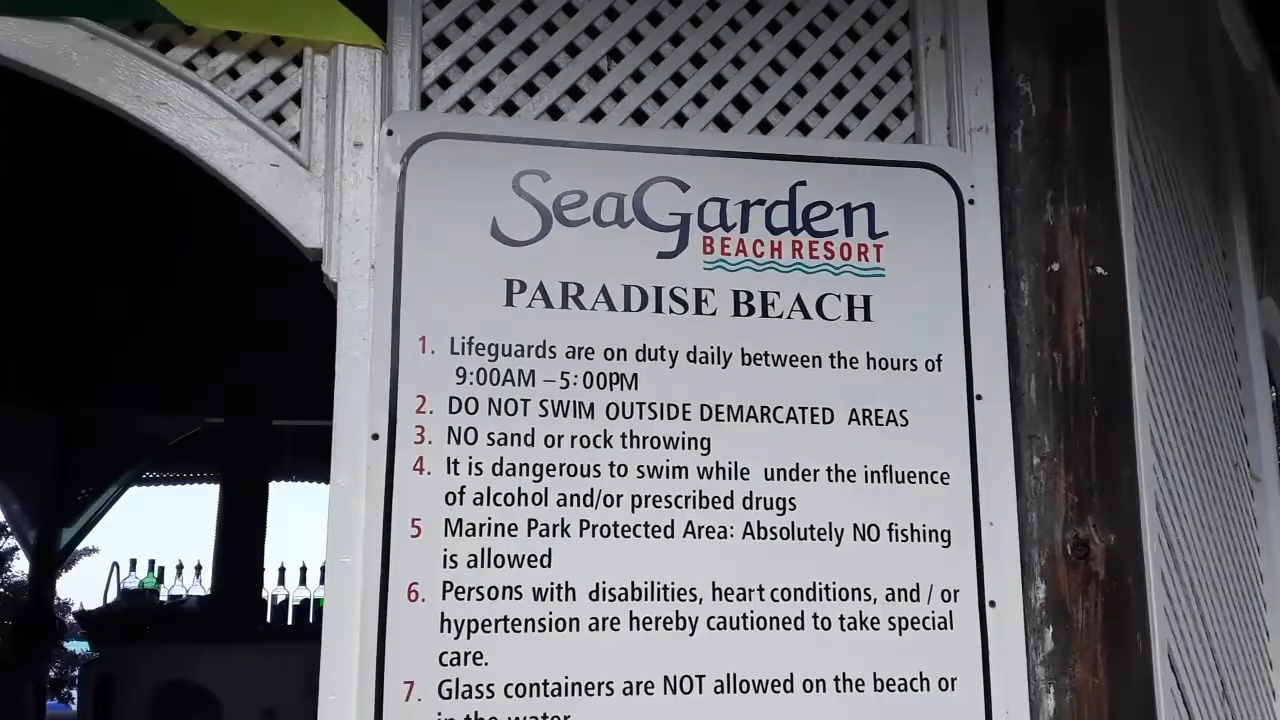 SeaGarden
BEACH RESORT
PARADISE BEACH
1. Lifeguards are on duty daily between the hours of
9:00AM – 5:00PM
2. DO NOT SWIM OUTSIDE DEMARCATED AREAS
3. NO sand or rock throwing
4. It is dangerous to swim while under the influence
of alcohol and/or prescribed drugs
5 Marine Park Protected Area: Absolutely NO fishing
is allowed
6. Persons with disabilities, heart conditions, and / or
hypertension are hereby cautioned to take special
care.
7. Glass containers are NOT allowed on the beach or
in the water